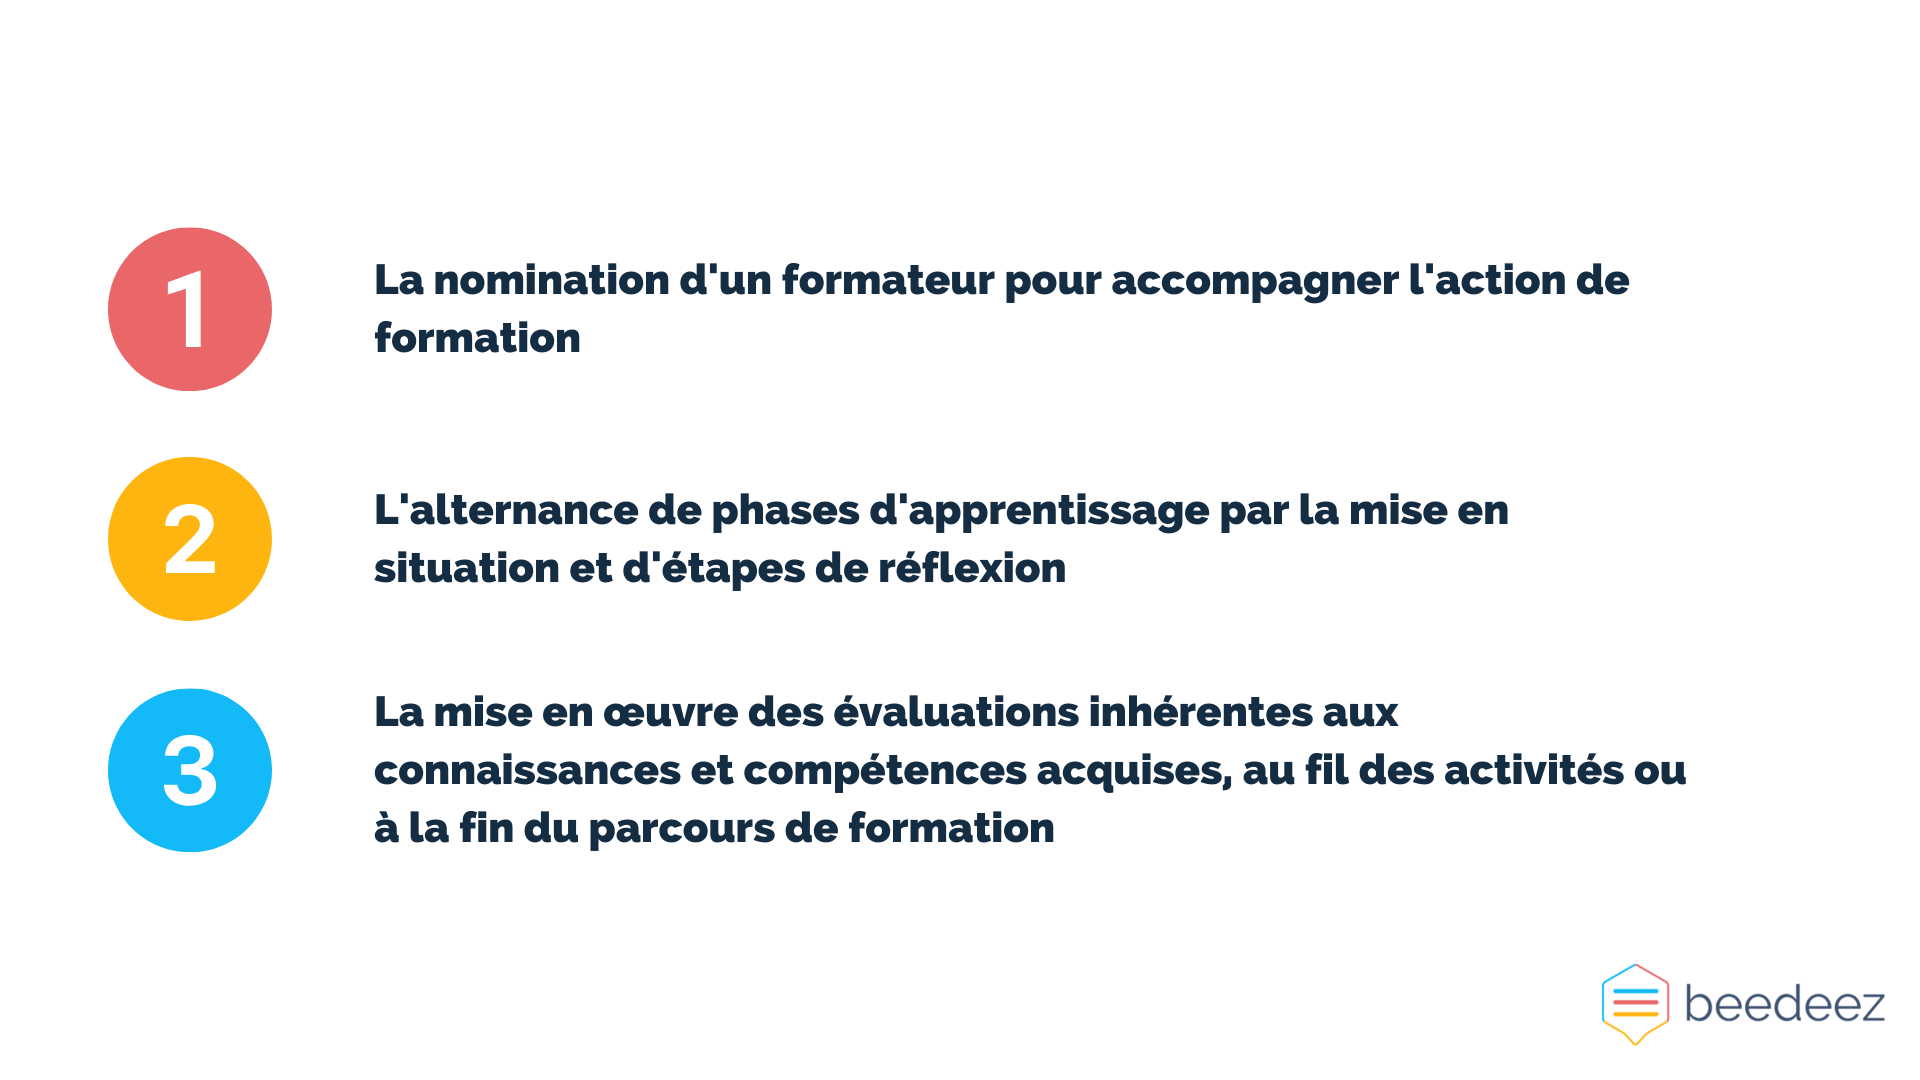 1
La nomination d'un formateur pour accompagner l'action de
formation
2
L'alternance de phases d'apprentissage par la mise en
situation et d'étapes de réflexion
3
La mise en œuvre des évaluations inhérentes aux
connaissances et compétences acquises, au fil des activités ou
à la fin du parcours de formation
beedeez